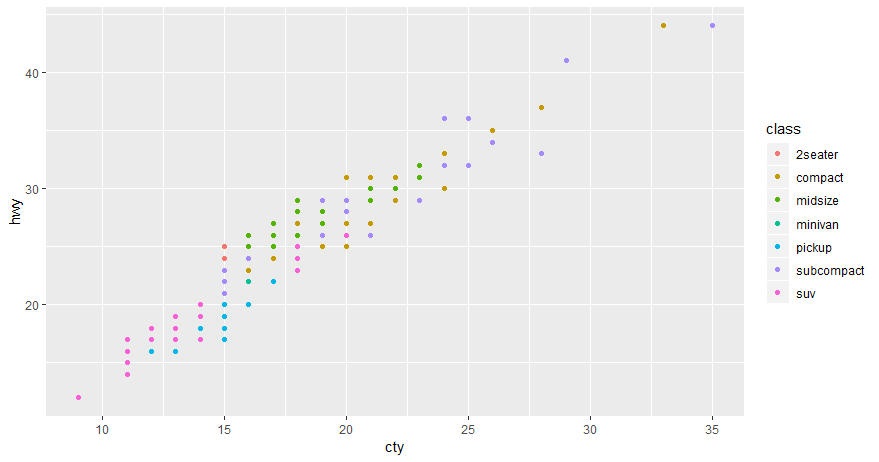 hwy
40
30
20
10 15 20 25 30 35
cty
class
2seater
compact
midsize
minivan
pickup
subcompact
suv